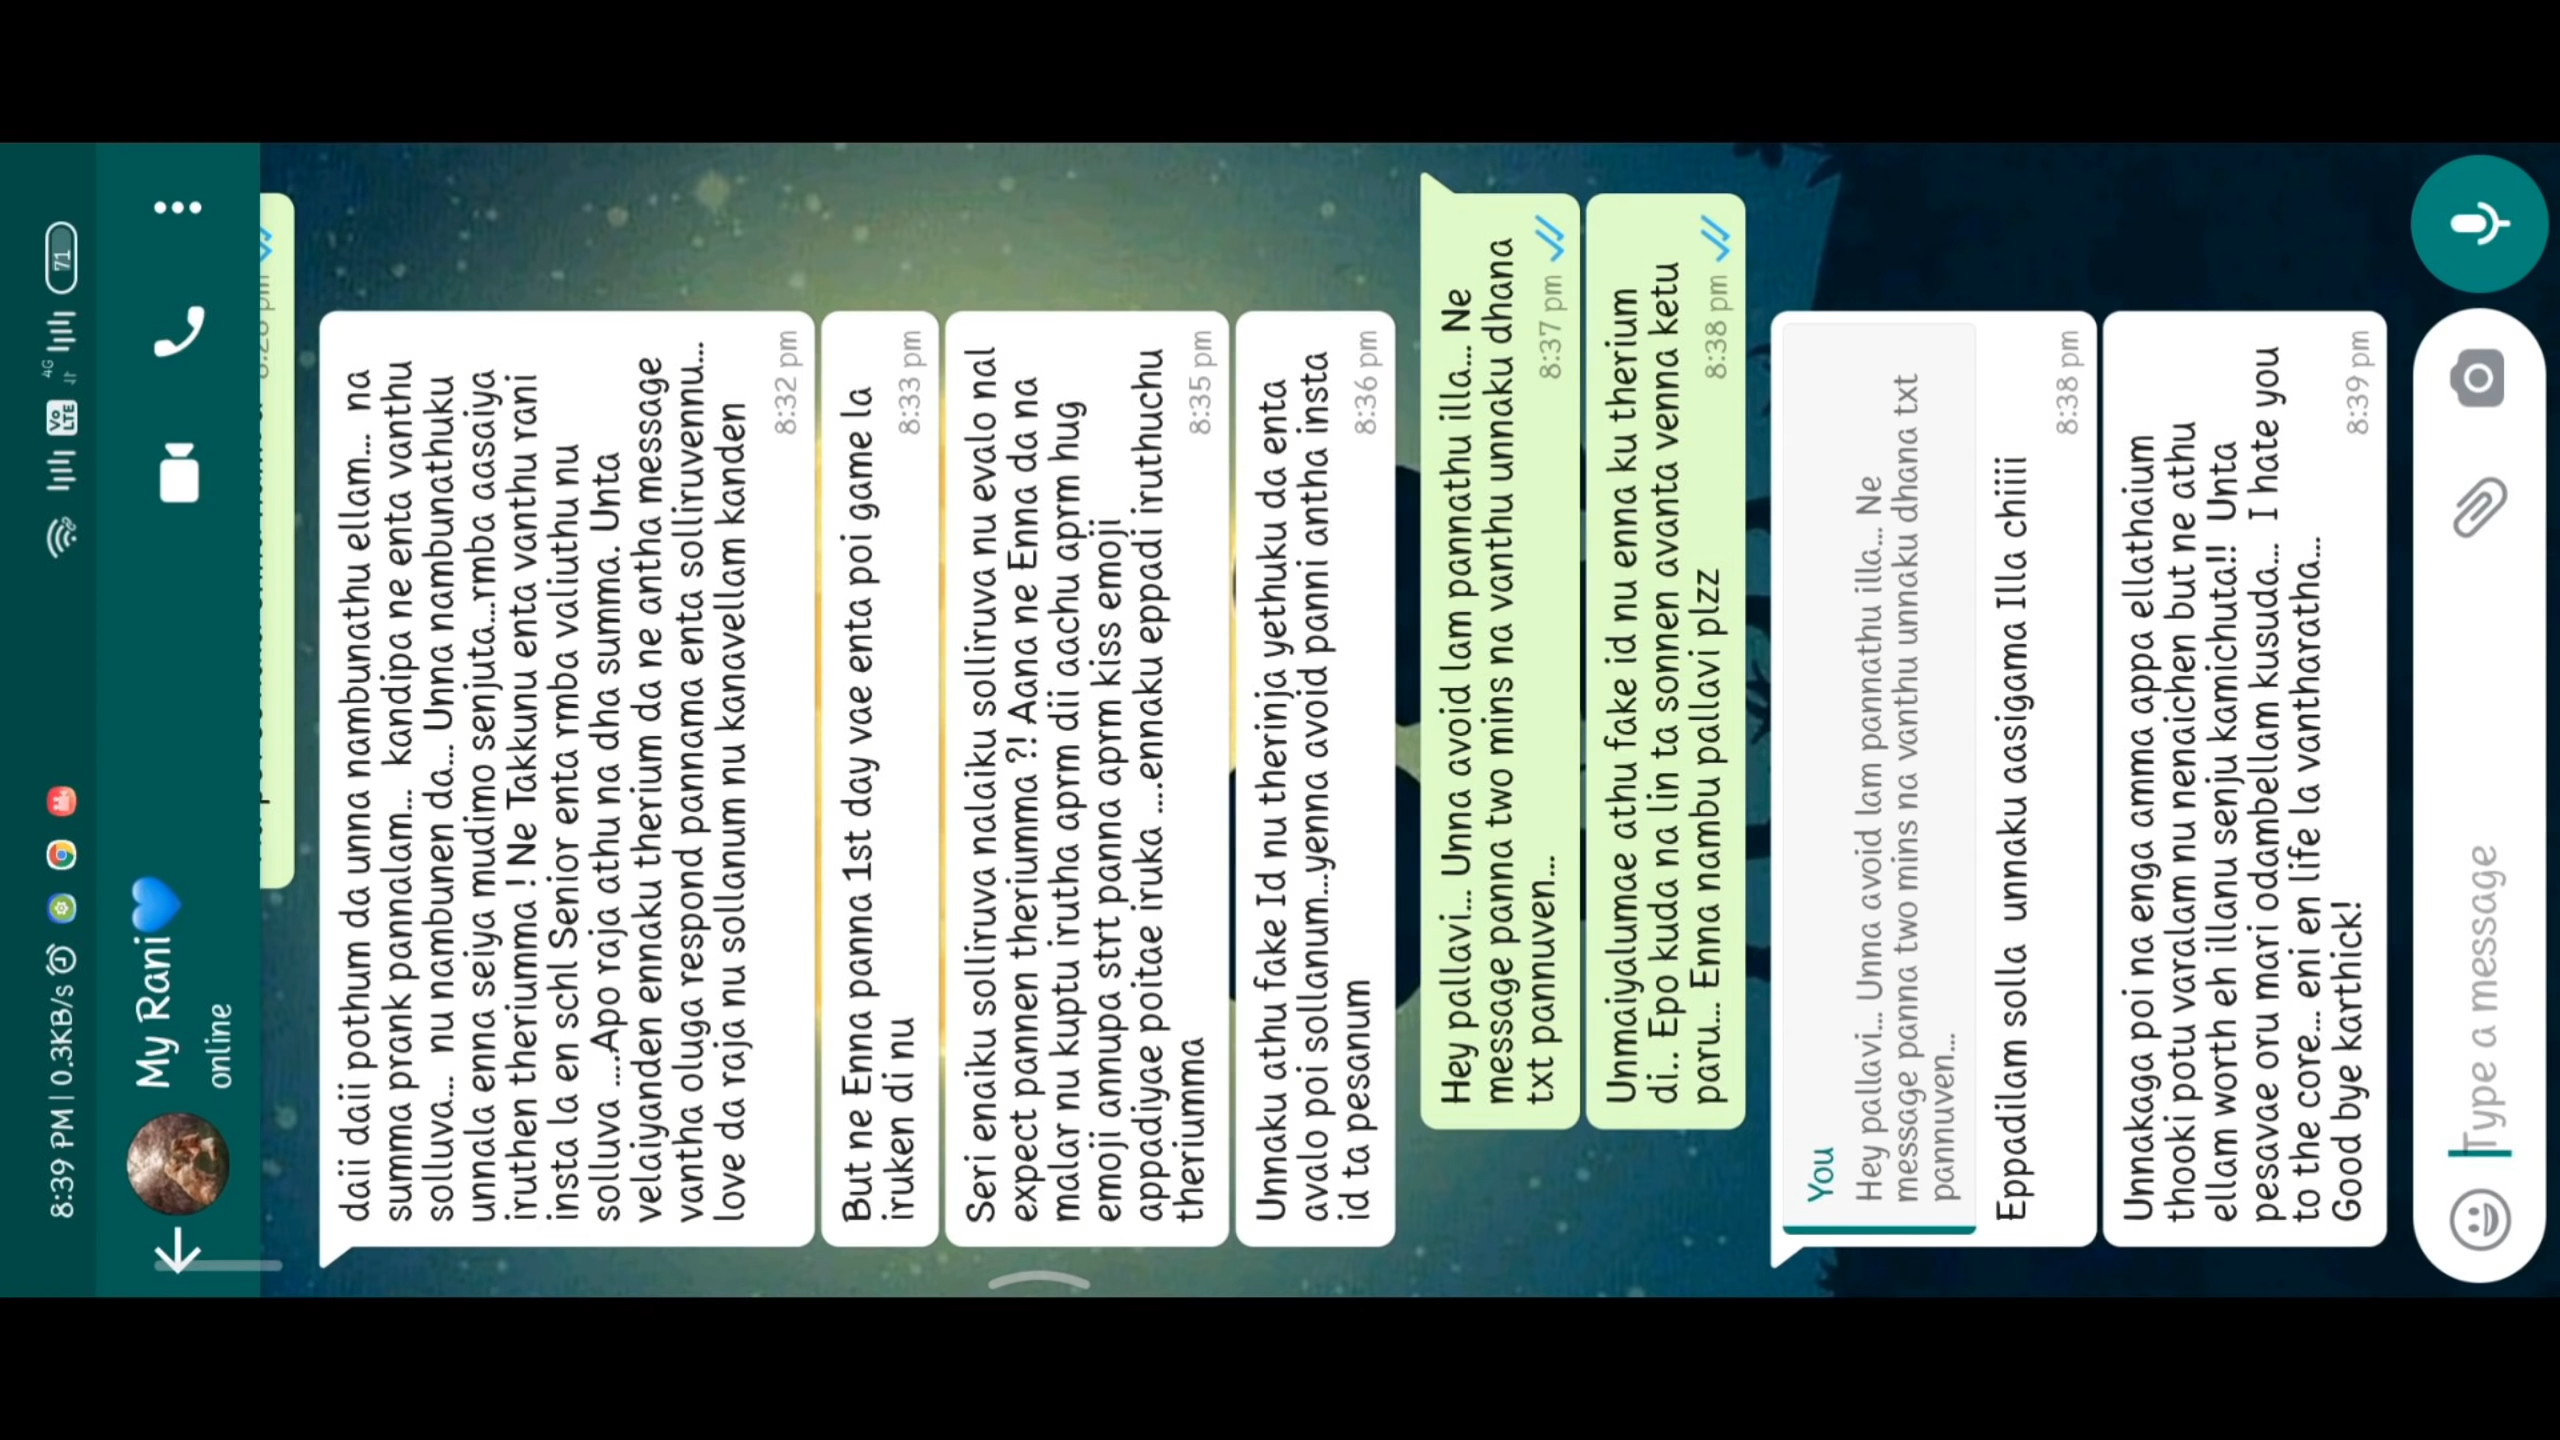 8:39 PM | 0.3KB/s
Vo LTE
4G
71
My Rani
online
daii daii pothum da unna nambunathu ellam... na
summa prank pannalam... kandipa ne enta vanthu
solluva... nu nambunen da... Unna nambunathuku
unnala enna seiya mudimo senjuta...rmba aasaiya
iruthen theriumma ! Ne Takkunu enta vanthu rani
insta la en schl Senior enta rmba valiuthu nu
solluva ....Apo raja athu na dha summa. Unta
velaiyanden ennaku therium da ne antha message
vantha oluga respond pannama enta solliruvennu...
love da raja nu sollanum nu kanavellam kanden
8:32 pm
But ne Enna panna 1st day vae enta poi game la
iruken di nu
8:33 pm
Seri enaiku solliruva nalaiku solliruva nu evalo nal
expect pannen theriumma ?! Aana ne Enna da na
malar nu kuptu irutha aprm dii aachu aprm hug
emoji annupa strt panna aprm kiss emoji
appadiyae poitae iruka ....ennaku eppadi iruthuchu
theriumma
8:35 pm
Unnaku athu fake Id nu therinja yethuku da enta
avalo poi sollanum...yenna avoid panni antha insta
id ta pesanum
8:36 pm
Hey pallavi... Unna avoid lam pannathu illa... Ne
message panna two mins na vanthu unnaku dhana
txt pannuven...
8:37 pm
Unmaiyalumae athu fake id nu enna ku therium
di.. Epo kuda na lin ta sonnen avanta venna ketu
paru... Enna nambu pallavi plzz
8:38 pm
You
Hey pallavi... Unna avoid lam pannathu illa... Ne
message panna two mins na vanthu unnaku dhana txt
pannuven...
Eppadilam solla unnaku aasigama Illa chiiii
8:38 pm
Unnakaga poi na enga amma appa ellathaium
thooki potu varalam nu nenaichen but ne athu
ellam worth eh illanu senju kamichuta!! Unta
pesavae oru mari odambellam kusuda... I hate you
to the core... eni en life la vantharatha...
Good bye karthick!
8:39 pm
Type a message